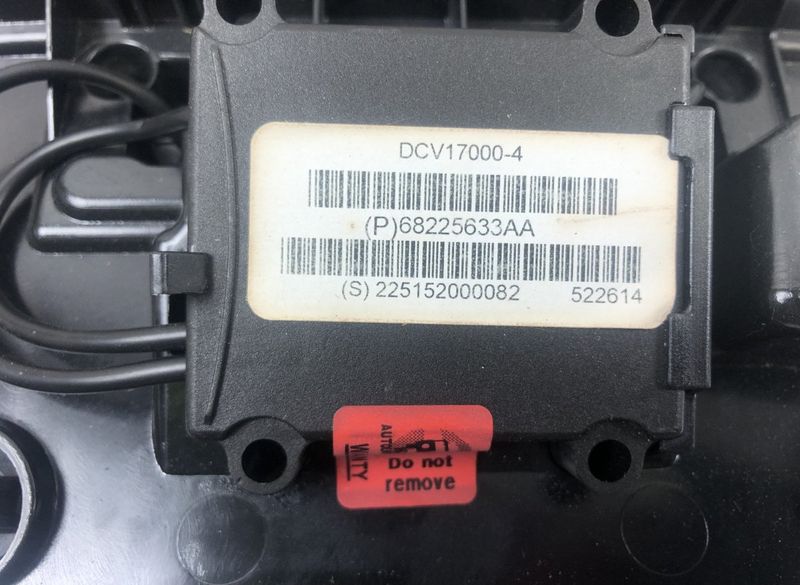 DCV17000-4
(P)68225633AA
(S) 225152000082 522614
Do not
remove